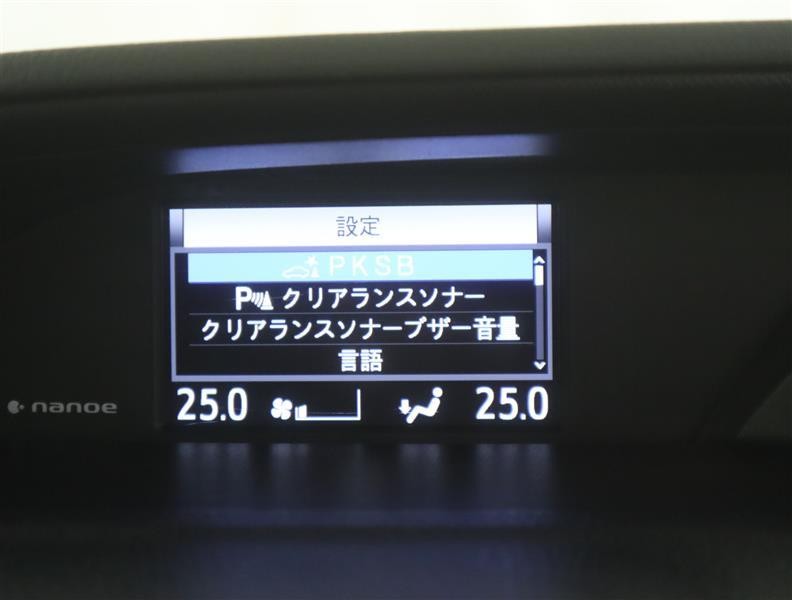 設定
PKSB
P クリアランスソナー
クリアランスソナーブザー音量
言語
25.0 25.0
nanoe